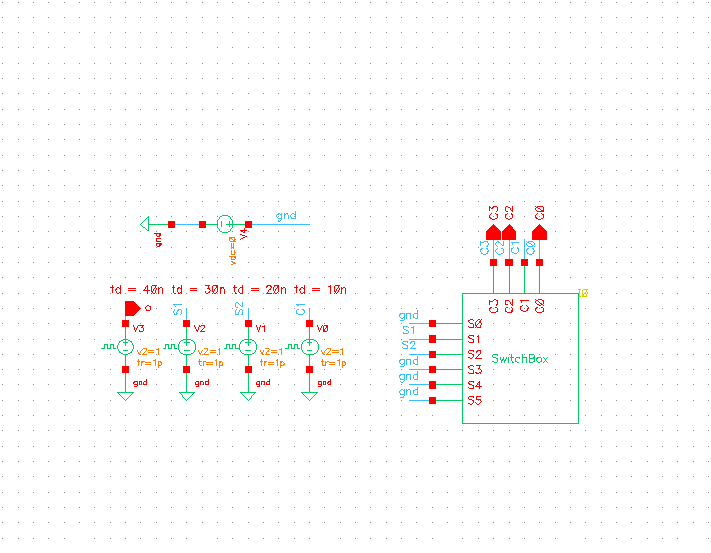 C3 C2 C0
gnd
gnd
V4
vdc=0
C3 C2 C1 C0
td = 40n td = 30n td = 20n td = 10n
I0
S1 S2 C1
C3 C2 C1 C0
V3 V2 V1 V0
v2=1 v2=1 v2=1 v2=1
tr=1p tr=1p tr=1p tr=1p
gnd gnd gnd gnd
gnd S0
S1 S1
S2 S2
gnd S3
SwitchBox
gnd S4
gnd S5